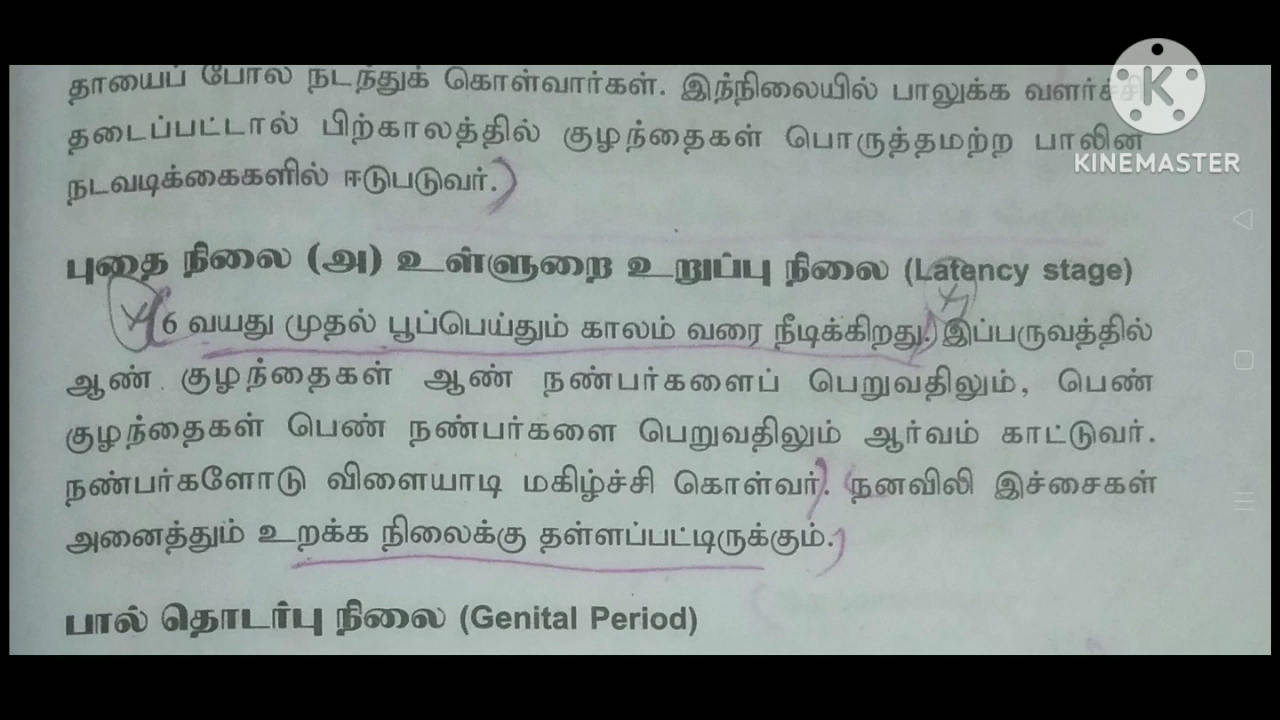 தாயைப் போல நடந்துக் கொள்வார்கள். இந்நிலையில் பாலுக்க வளர்ச்சி
தடைப்பட்டால் பிற்காலத்தில் குழந்தைகள் பொருத்தமற்ற பாலின
நடவடிக்கைகளில் ஈடுபடுவர்.
புதை நிலை (அ) உள்ளுறை உறுப்பு நிலை (Latency stage)
6 வயது முதல் பூப்பெய்தும் காலம் வரை நீடிக்கிறது. இப்பருவத்தில்
ஆண் குழந்தைகள் ஆண் நண்பர்களைப் பெறுவதிலும், பெண்
குழந்தைகள் பெண் நண்பர்களை பெறுவதிலும் ஆர்வம் காட்டுவர்.
நண்பர்களோடு விளையாடி மகிழ்ச்சி கொள்வர். நனவிலி இச்சைகள்
அனைத்தும் உறக்க நிலைக்கு தள்ளப்பட்டிருக்கும்.
பால் தொடர்பு நிலை (Genital Period)
K
KINEMASTER